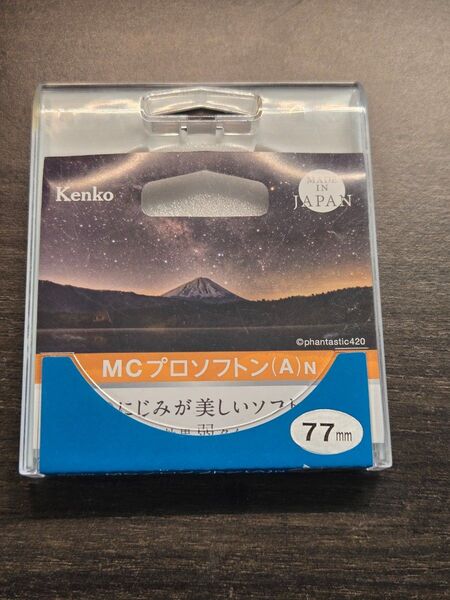 Kenko
MADE
IN
JAPAN
©phantastic420
MCプロソフトン(A)N
にじみが美しいソフト
77mm